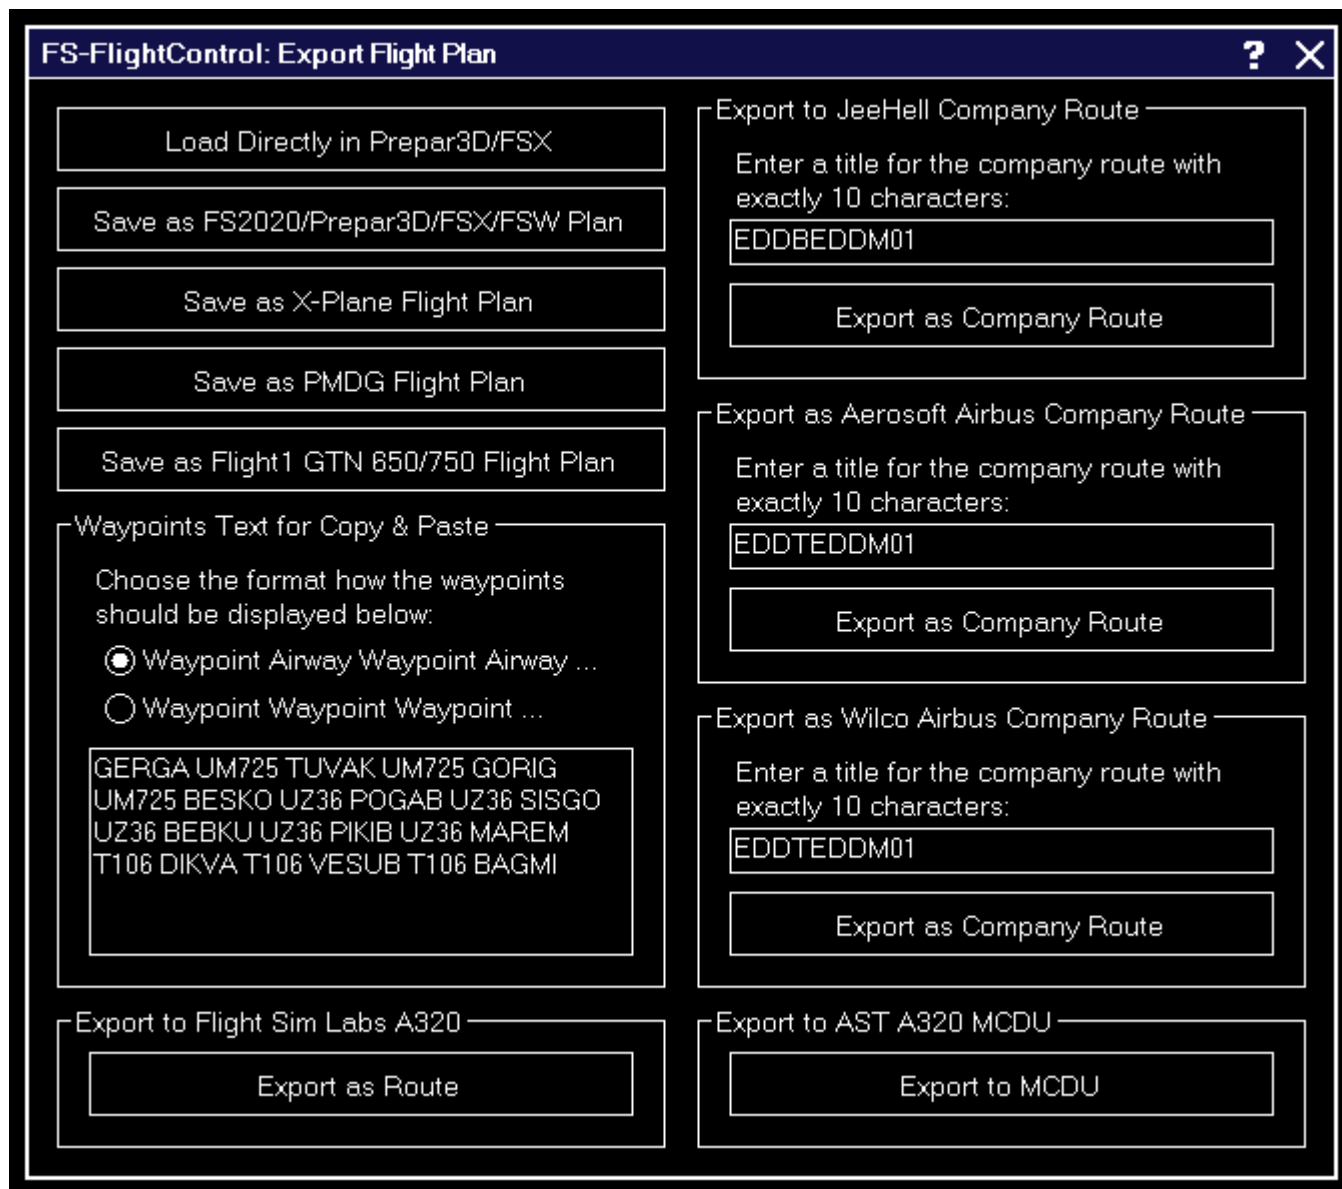 FS-FlightControl: Export Flight Plan
?
Load Directly in Prepar3D/FSX
Save as FS2020/Prepar3D/FSX/FSW Plan
Save as X-Plane Flight Plan
Save as PMDG Flight Plan
Save as Flight1 GTN 650/750 Flight Plan
Waypoints Text for Copy & Paste
Choose the format how the waypoints
should be displayed below:
Waypoint Airway Waypoint Airway ...
Waypoint Waypoint Waypoint ...
GERGA UM725 TUVAK UM725 GORIG
UM725 BESKO UZ36 POGAB UZ36 SISGO
UZ36 BEBKU UZ36 PIKIB UZ36 MAREM
T106 DIKVA T106 VESUB T106 BAGMI
Export to Flight Sim Labs A320
Export as Route
Export to JeeHell Company Route
Enter a title for the company route with
exactly 10 characters:
EDDBEDDM01
Export as Company Route
Export as Aerosoft Airbus Company Route
Enter a title for the company route with
exactly 10 characters:
EDDTEDDM01
Export as Company Route
Export as Wilco Airbus Company Route
Enter a title for the company route with
exactly 10 characters:
EDDTEDDM01
Export as Company Route
Export to AST A320 MCDU
Export to MCDU